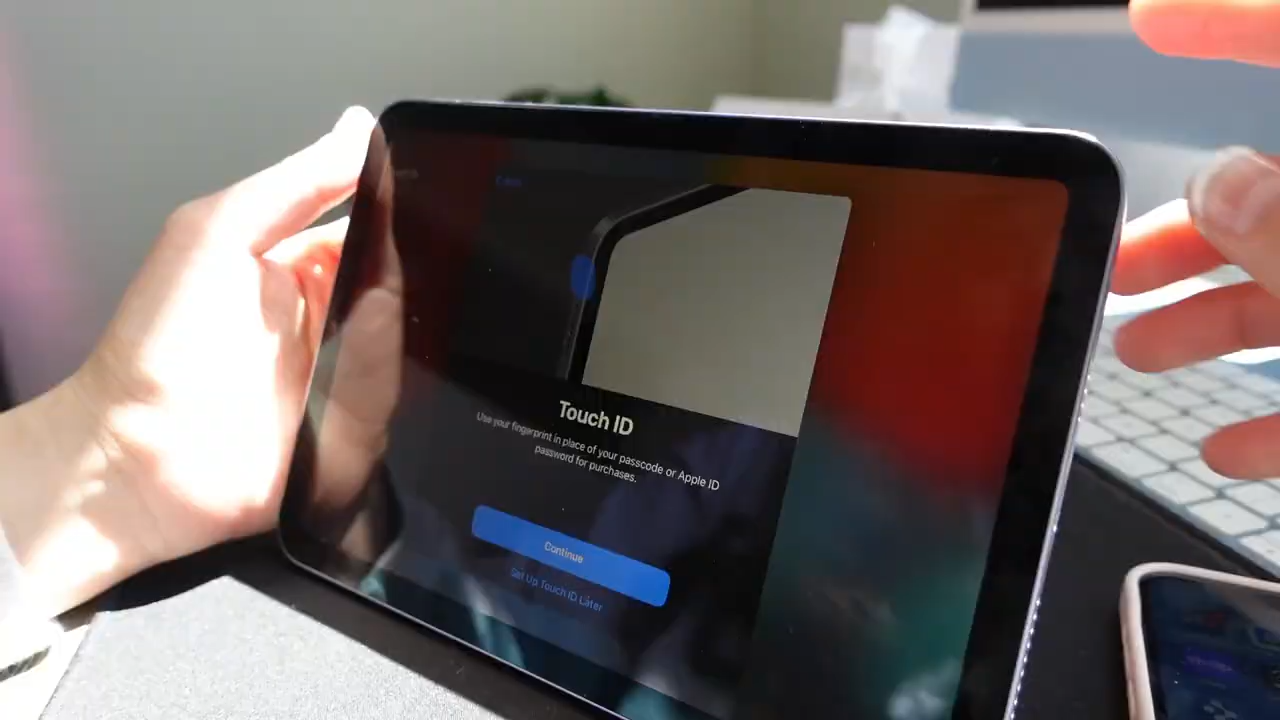 Touch ID
Use your fingerprint in place of your passcode or Apple ID
password for purchases.
Continue
Set Up Touch ID Later